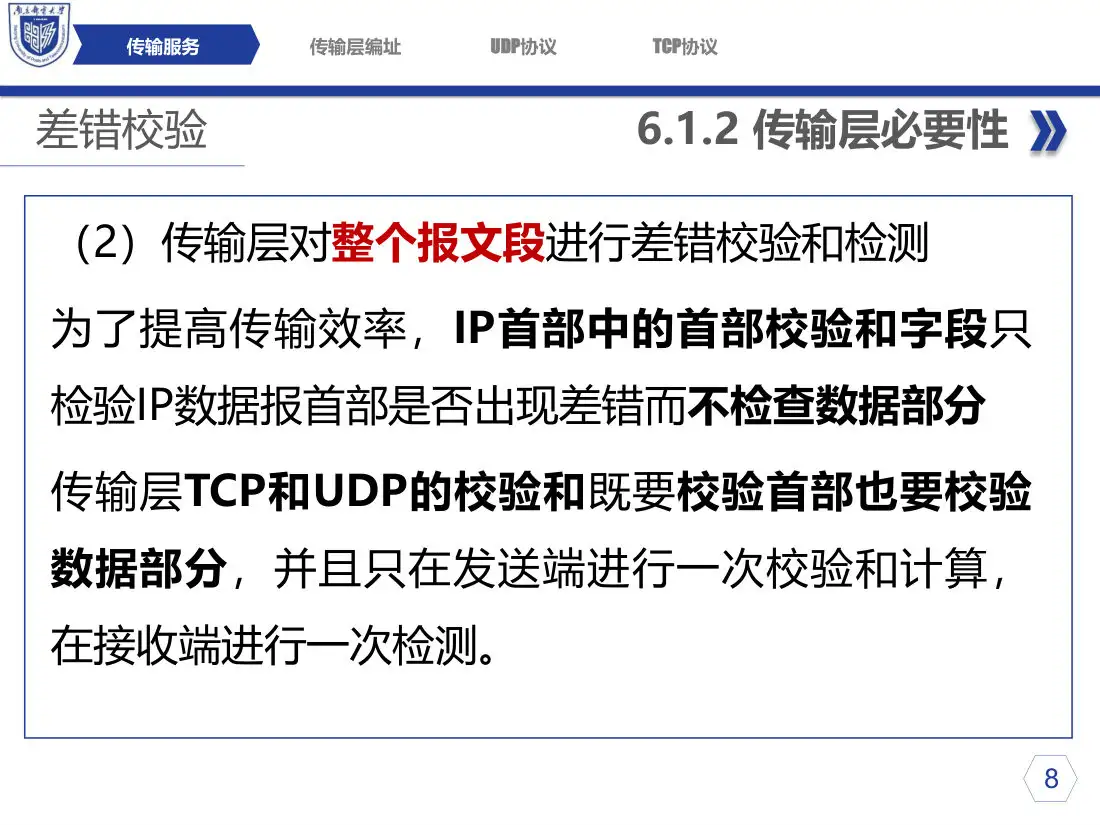 南京邮电大学
传输服务
传输层编址
UDP协议
TCP协议
差错校验
6.1.2 传输层必要性
（2）传输层对整个报文段进行差错校验和检测
为了提高传输效率，IP首部中的首部校验和字段只
检验IP数据报首部是否出现差错而不检查数据部分
传输层TCP和UDP的校验和既要校验首部也要校验
数据部分，并且只在发送端进行一次校验和计算，
在接收端进行一次检测。
8